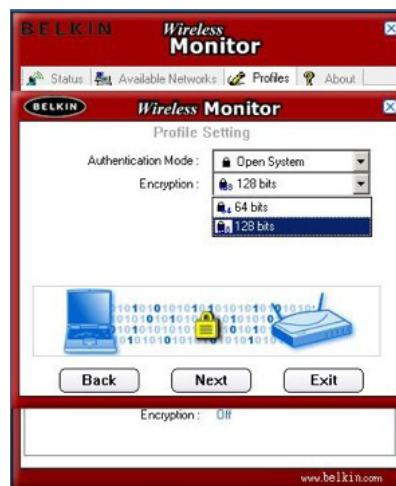 BELKIN Wireless Monitor
Status Available Networks Profiles About
BELKIN Wireless Monitor
Profile Setting
Authentication Mode : Open System
Encryption : 128 bits
64 bits
128 bits
Back Next Exit
Encryption : Off
www.belkin.com